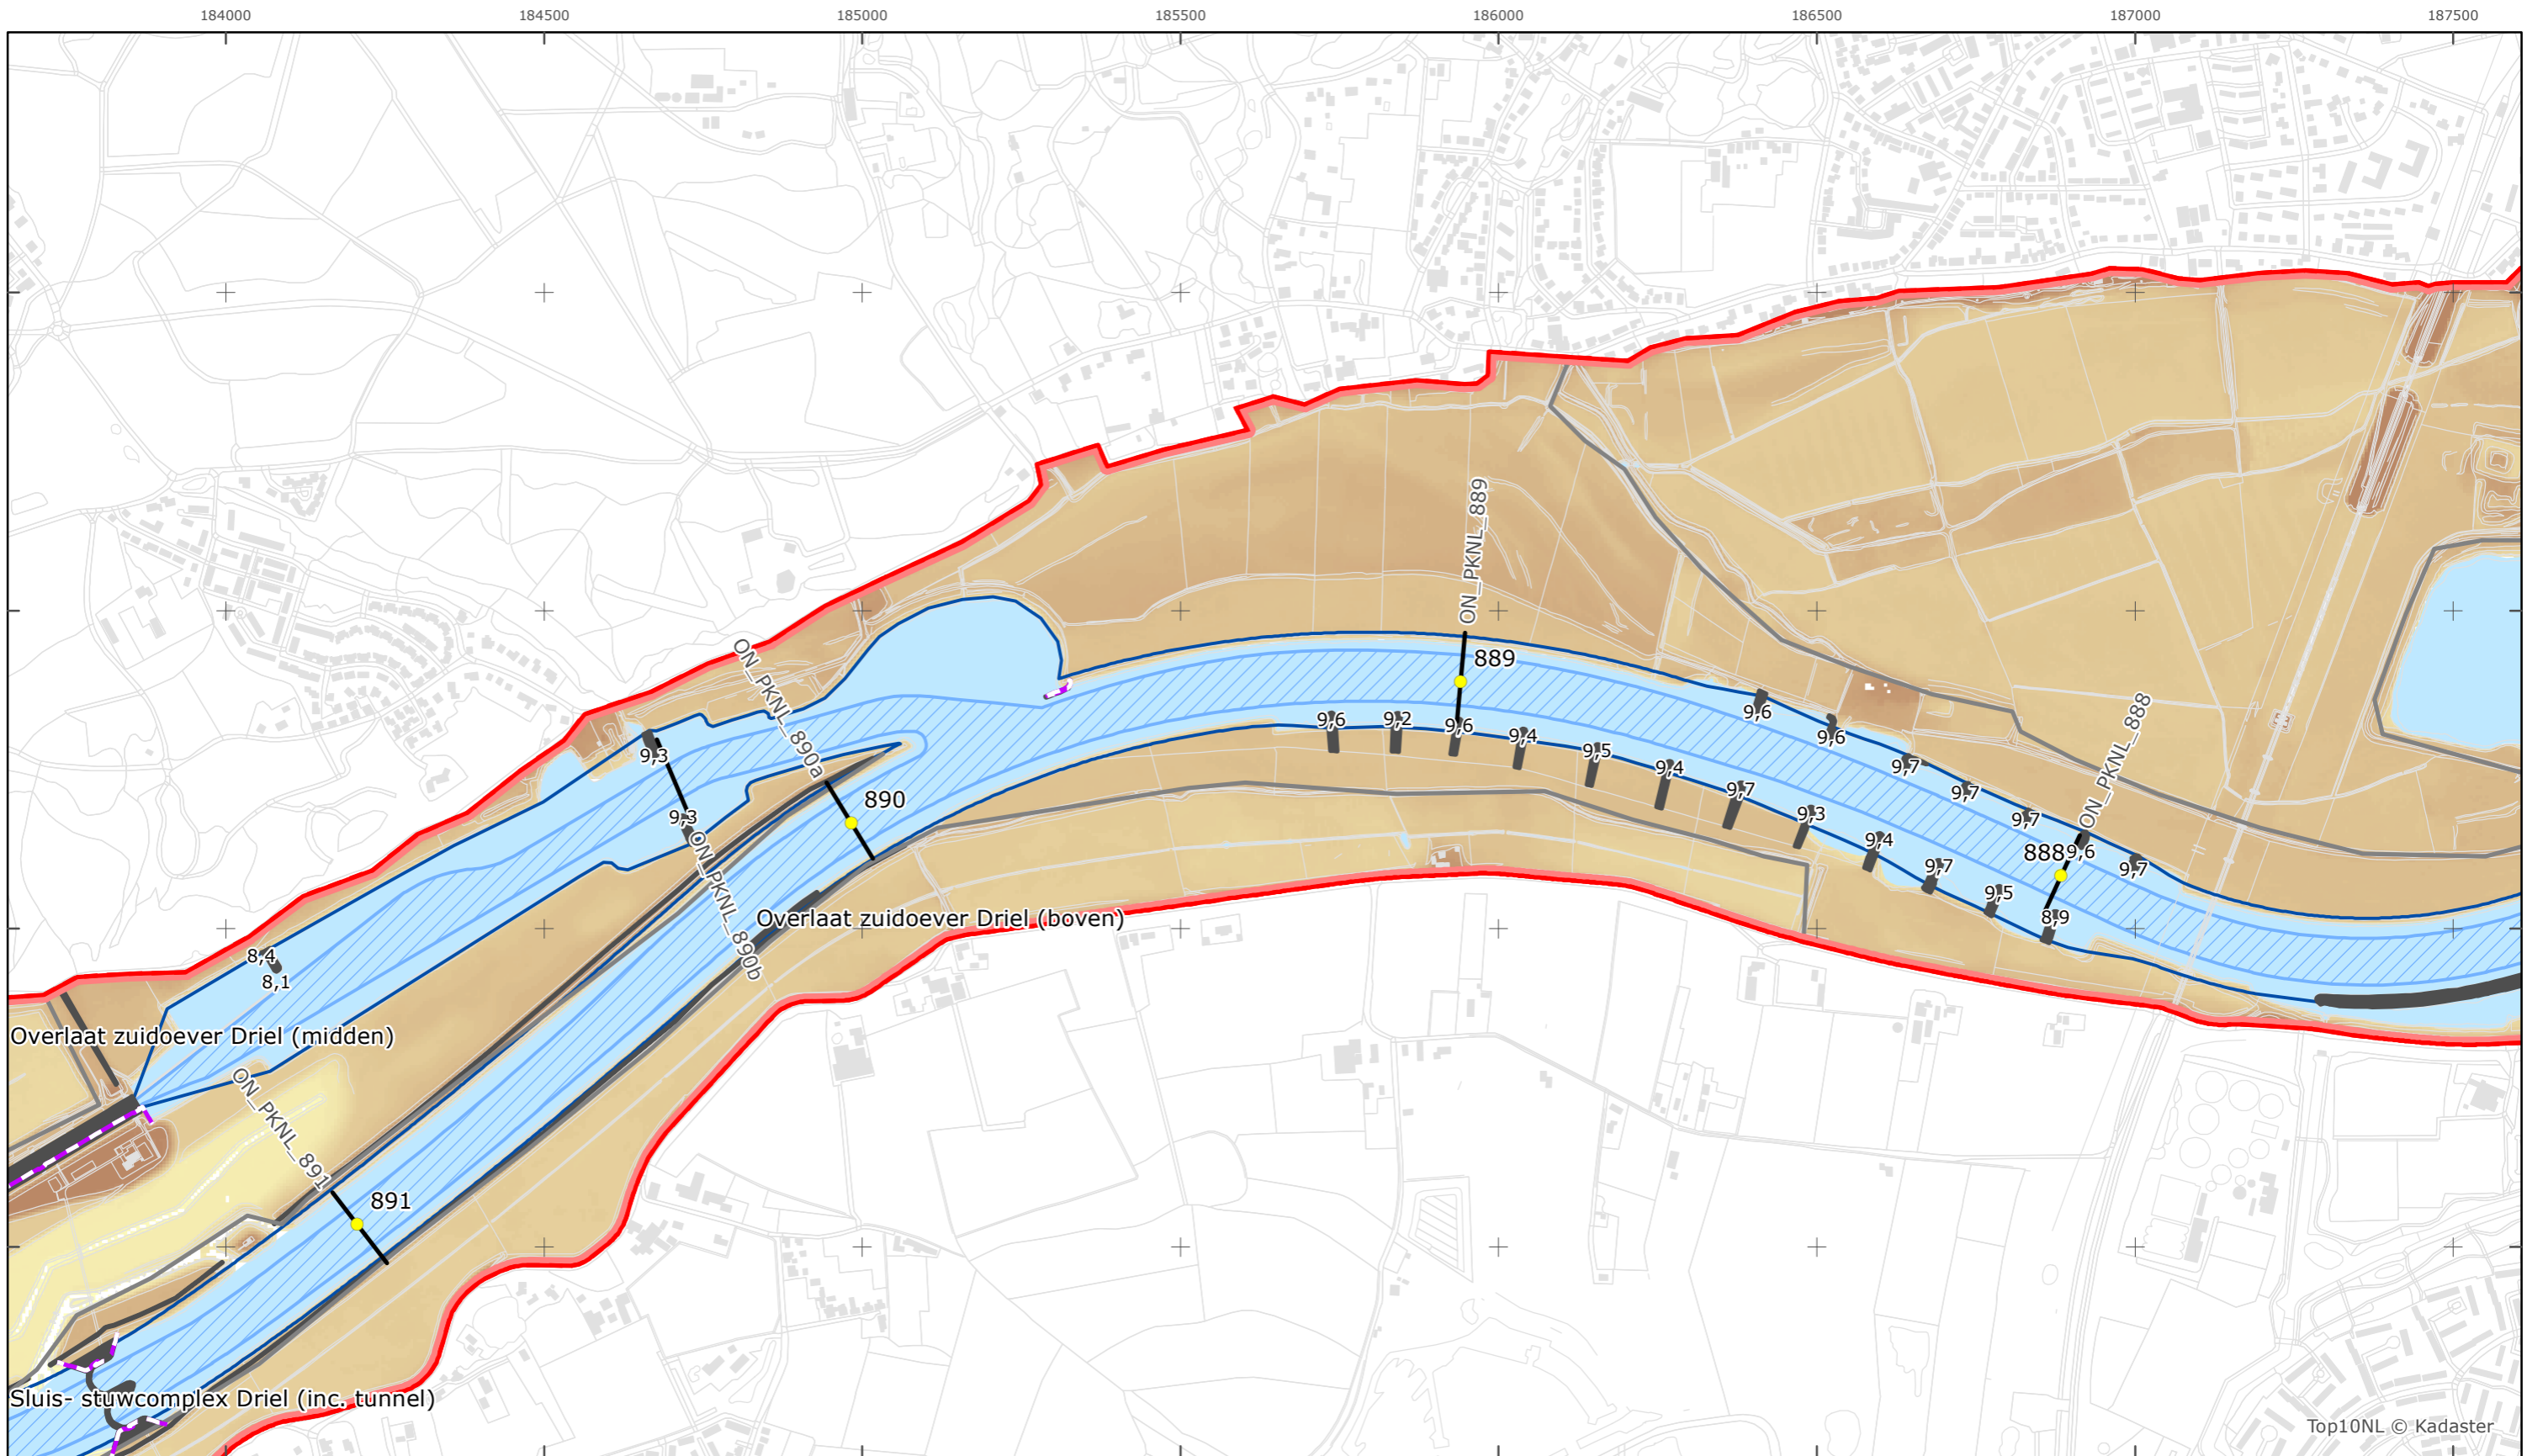 184000 184500 185000 185500 186000 186500 187000 187500
ON_PKNL_889
889
ON_PKNL_890a
ON_PKNL_888
9,6
9,6 9,2 9,6 9,4 9,5 9,4 9,7 9,3 9,4 9,7 9,5 8,9
9,6
9,7
9,7
9,7
9,6
9,7
888
9,3
9,3
890
ON_PKNL_890b
Overlaat zuidoever Driel (boven)
8,4
8,1
Overlaat zuidoever Driel (midden)
ON_PKNL_891
891
Sluis- stuwcomplex Driel (inc. tunnel)
Top10NL © Kadaster